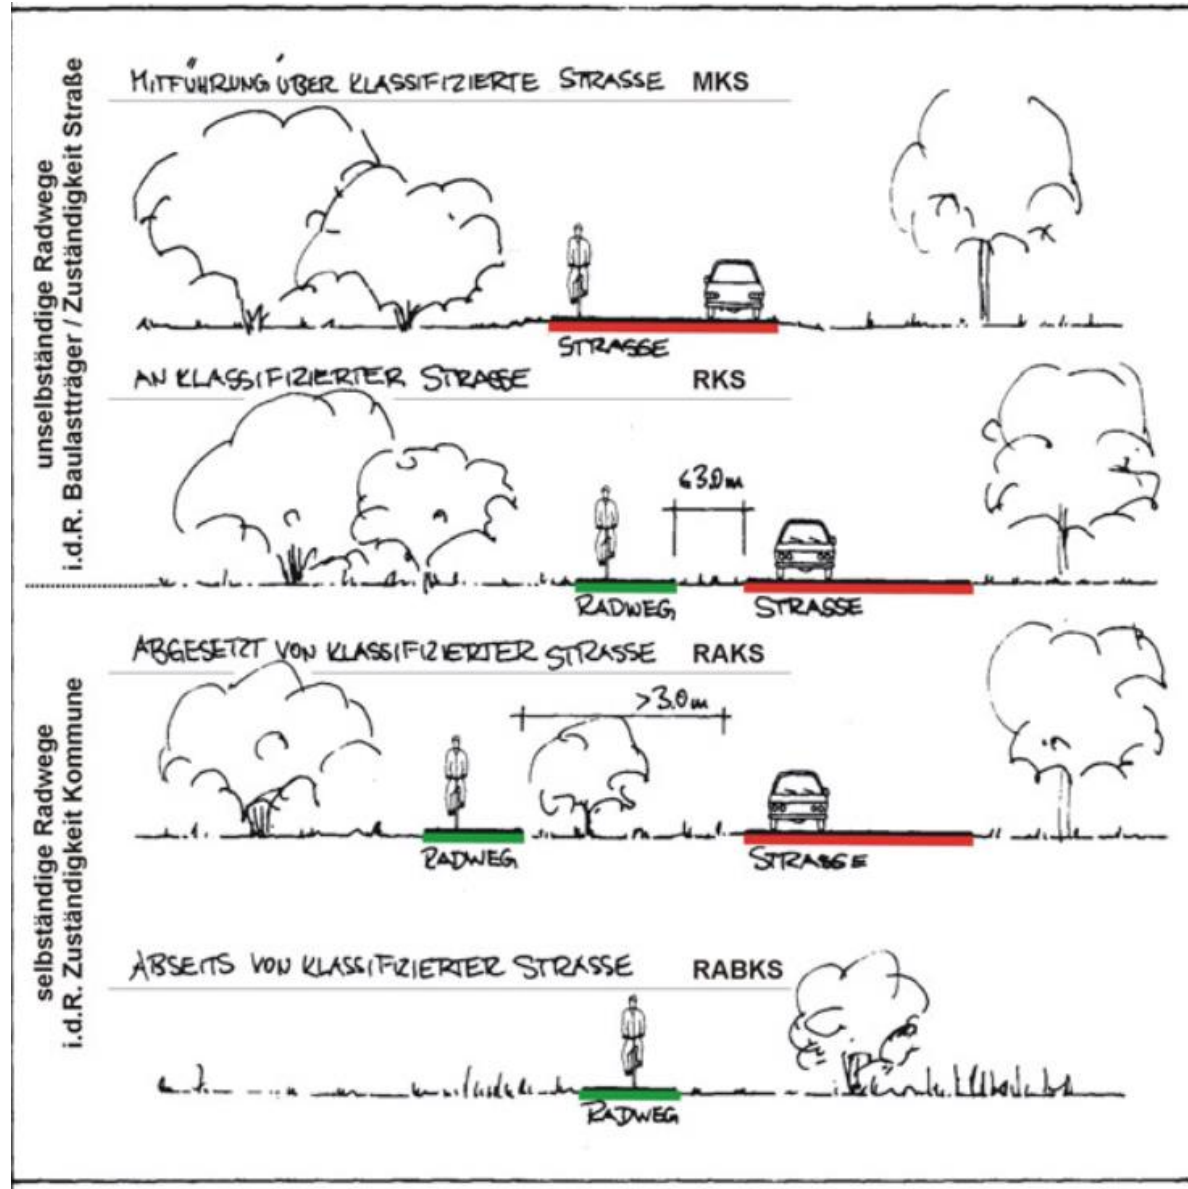 unselbständige Radwege
i.d.R. Baulastträger / Zuständigkeit Straße
MITFÜHRUNG ÜBER KLASSIFIZIERTE STRASSE MKS
STRASSE
AN KLASSIFIZIERTER STRASSE RKS
≤3.0m
RADWEG STRASSE
selbständige Radwege
i.d.R. Zuständigkeit Kommune
ABGESETZT VON KLASSIFIZIERTER STRASSE RAKS
>3.0m
RADWEG STRASSE
ABSEITS VON KLASSIFIZIERTER STRASSE RABKS
RADWEG